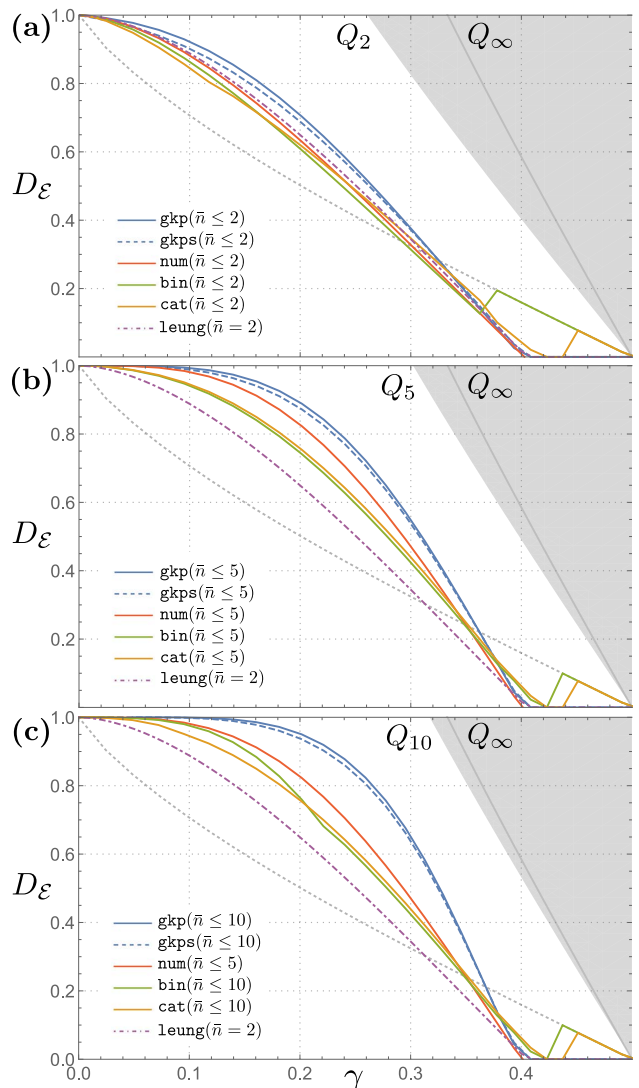 (a)
Q₂ Q∞
1.0
0.8
0.6
D_ℰ
0.4
0.2
gkp(n̄ ≤ 2)
gkps(n̄ ≤ 2)
num(n̄ ≤ 2)
bin(n̄ ≤ 2)
cat(n̄ ≤ 2)
leung(n̄ = 2)
(b)
Q₅ Q∞
1.0
0.8
0.6
D_ℰ
0.4
0.2
gkp(n̄ ≤ 5)
gkps(n̄ ≤ 5)
num(n̄ ≤ 5)
bin(n̄ ≤ 5)
cat(n̄ ≤ 5)
leung(n̄ = 2)
(c)
Q₁₀ Q∞
1.0
0.8
0.6
D_ℰ
0.4
0.2
0.0
gkp(n̄ ≤ 10)
gkps(n̄ ≤ 10)
num(n̄ ≤ 5)
bin(n̄ ≤ 10)
cat(n̄ ≤ 10)
leung(n̄ = 2)
0.0 0.1 0.2 γ 0.3 0.4